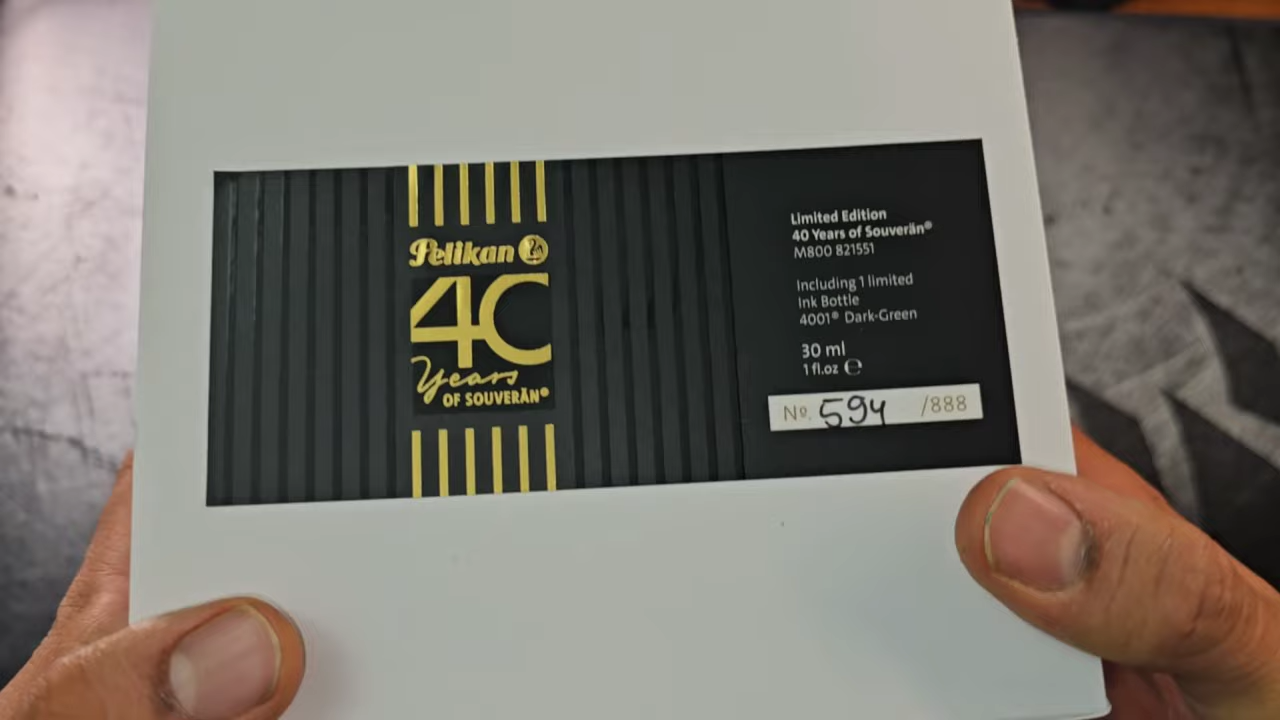 Pelikan
40
Years
OF SOUVERÄN®
Limited Edition
40 Years of Souverän®
M800 821551
Including 1 limited
Ink Bottle
4001® Dark-Green
30 ml
1 fl.oz ℮
Nº. 594 /888